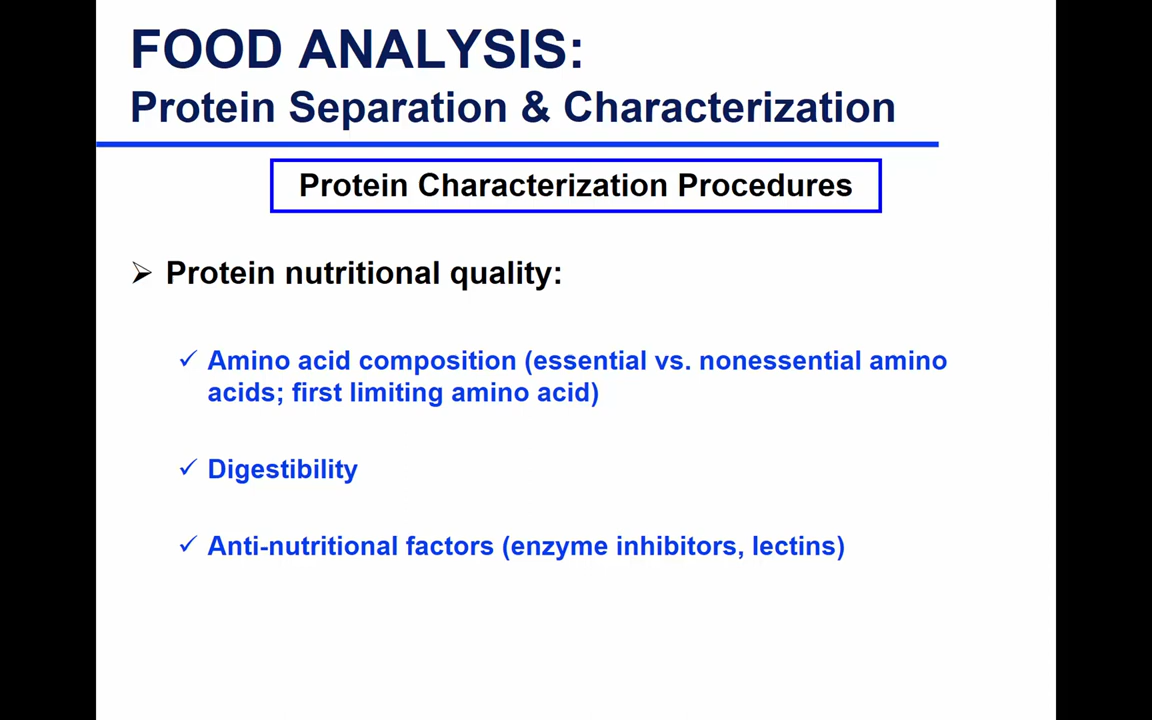 FOOD ANALYSIS:
Protein Separation & Characterization
Protein Characterization Procedures
➢ Protein nutritional quality:
✓ Amino acid composition (essential vs. nonessential amino
acids; first limiting amino acid)
✓ Digestibility
✓ Anti-nutritional factors (enzyme inhibitors, lectins)